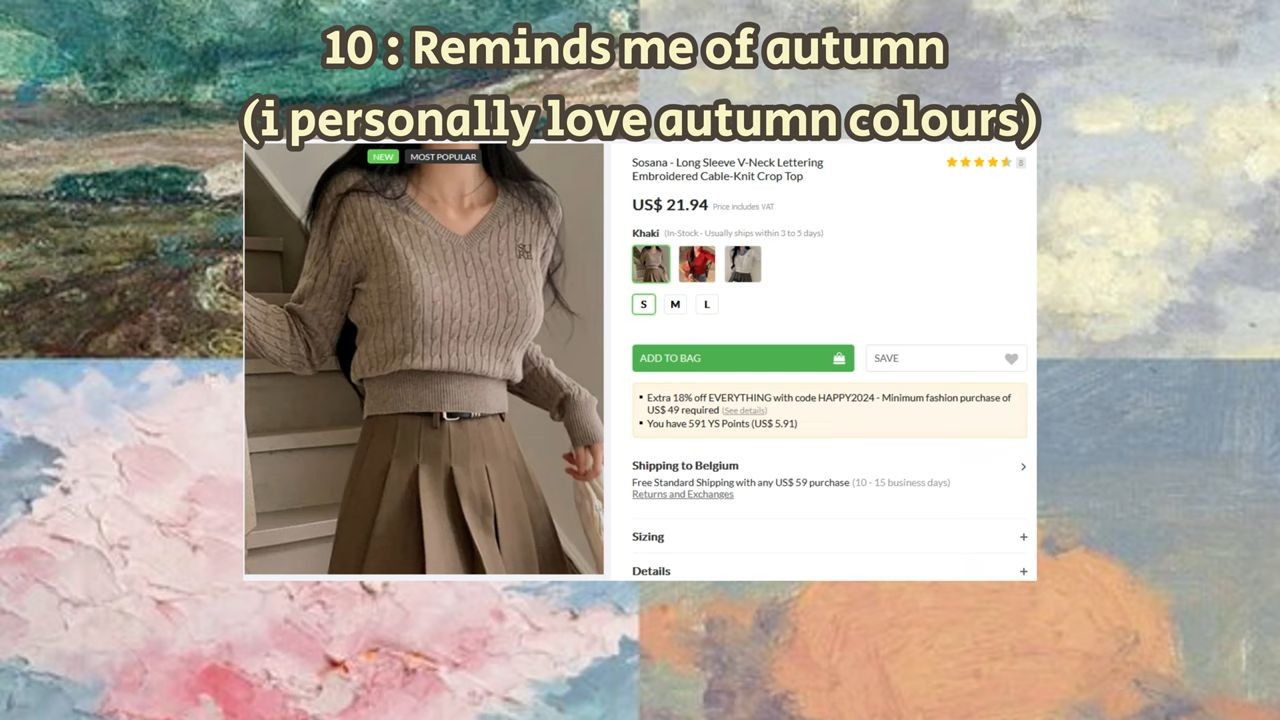 10 : Reminds me of autumn
(i personally love autumn colours)
NEW
MOST POPULAR
SU
RE
Sosana - Long Sleeve V-Neck Lettering
Embroidered Cable-Knit Crop Top
8
US$ 21.94 Price includes VAT
Khaki (In-Stock - Usually ships within 3 to 5 days)
S M L
ADD TO BAG
SAVE
▪ Extra 18% off EVERYTHING with code HAPPY2024 - Minimum fashion purchase of
US$ 49 required (See details)
▪ You have 591 YS Points (US$ 5.91)
Shipping to Belgium
Free Standard Shipping with any US$ 59 purchase (10 - 15 business days)
Returns and Exchanges
Sizing +
Details +